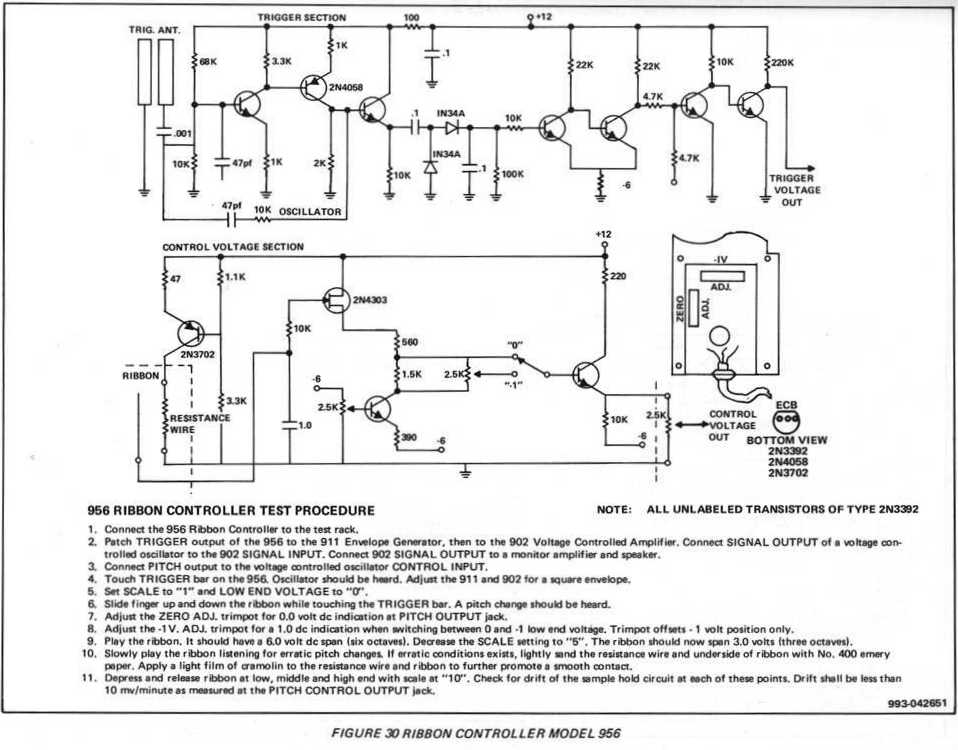 TRIGGER SECTION
100
+12
TRIG. ANT.
68K
3.3K
1K
.1
2N4058
22K
22K
10K
220K
4.7K
.001
10K
47pf
1K
2K
10K
.1
IN34A
IN34A
.1
100K
10K
4.7K
-6
TRIGGER
VOLTAGE
OUT
47pf
10K
OSCILLATOR
CONTROL VOLTAGE SECTION
+12
47
1.1K
2N3702
10K
2N4303
560
1.5K
2.5K
"0"
"-1"
220
-6
2.5K
390
-6
3.3K
1.0
RIBBON
RESISTANCE
WIRE
10K
-6
2.5K
CONTROL
VOLTAGE
OUT
-IV
ADJ.
ZERO
ADJ.
ECB
BOTTOM VIEW
2N3392
2N4058
2N3702
956 RIBBON CONTROLLER TEST PROCEDURE
NOTE: ALL UNLABELED TRANSISTORS OF TYPE 2N3392
1. Connect the 956 Ribbon Controller to the test rack.
2. Patch TRIGGER output of the 956 to the 911 Envelope Generator, then to the 902 Voltage Controlled Amplifier. Connect SIGNAL OUTPUT of a voltage con-
trolled oscillator to the 902 SIGNAL INPUT. Connect 902 SIGNAL OUTPUT to a monitor amplifier and speaker.
3. Connect PITCH output to the voltage controlled oscillator CONTROL INPUT.
4. Touch TRIGGER bar on the 956. Oscillator should be heard. Adjust the 911 and 902 for a square envelope.
5. Set SCALE to "1" and LOW END VOLTAGE to "0".
6. Slide finger up and down the ribbon while touching the TRIGGER bar. A pitch change should be heard.
7. Adjust the ZERO ADJ. trimpot for 0.0 volt dc indication at PITCH OUTPUT jack.
8. Adjust the -1V. ADJ. trimpot for a 1.0 dc indication when switching between 0 and -1 low end voltage. Trimpot offsets - 1 volt position only.
9. Play the ribbon. It should have a 6.0 volt dc span (six octaves). Decrease the SCALE setting to "5". The ribbon should now span 3.0 volts (three octaves).
10. Slowly play the ribbon listening for erratic pitch changes. If erratic conditions exists, lightly sand the resistance wire and underside of ribbon with No. 400 emery
paper. Apply a light film of cramolin to the resistance wire and ribbon to further promote a smooth contact.
11. Depress and release ribbon at low, middle and high end with scale at "10". Check for drift of the sample hold circuit at each of these points. Drift shall be less than
10 mv/minute as measured at the PITCH CONTROL OUTPUT jack.
993-042651
FIGURE 30 RIBBON CONTROLLER MODEL 956